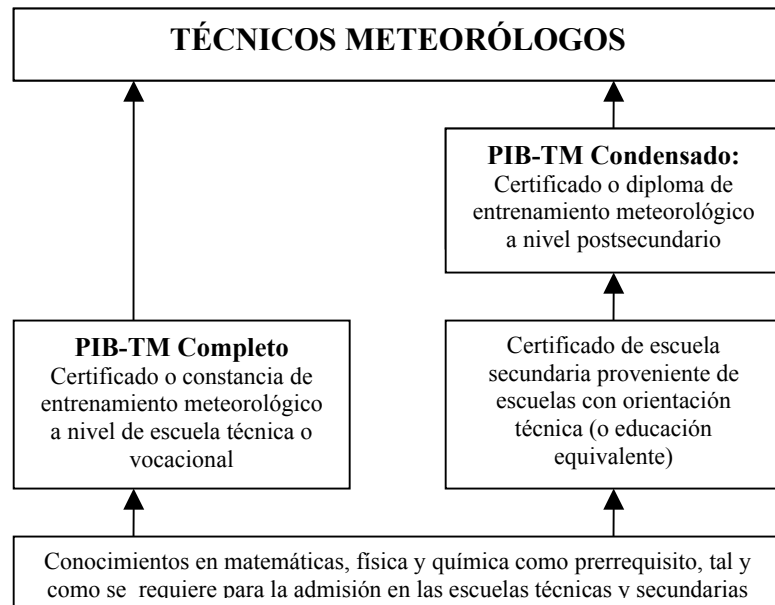 TÉCNICOS METEORÓLOGOS
PIB-TM Condensado:
Certificado o diploma de
entrenamiento meteorológico
a nivel postsecundario
PIB-TM Completo
Certificado o constancia de
entrenamiento meteorológico
a nivel de escuela técnica o
vocacional
Certificado de escuela
secundaria proveniente de
escuelas con orientación
técnica (o educación
equivalente)
Conocimientos en matemáticas, física y química como prerrequisito, tal y
como se requiere para la admisión en las escuelas técnicas y secundarias